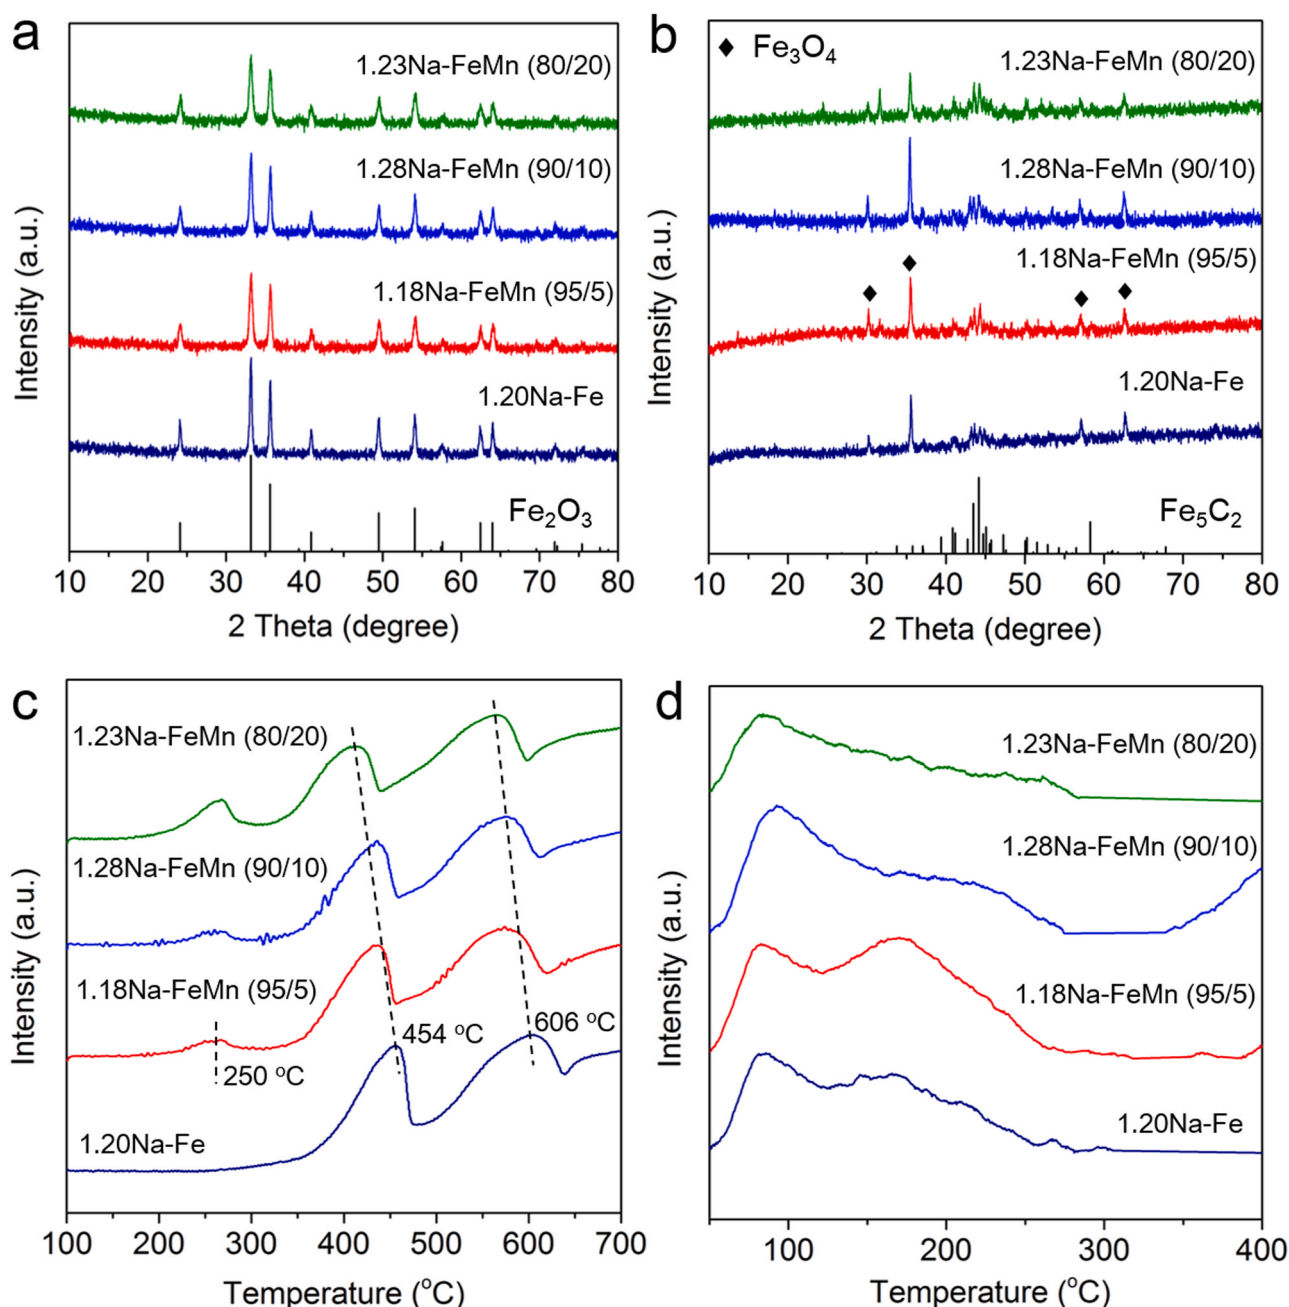 a
1.23Na-FeMn (80/20)
1.28Na-FeMn (90/10)
1.18Na-FeMn (95/5)
1.20Na-Fe
Fe₂O₃
Intensity (a.u.)
10 20 30 40 50 60 70 80
2 Theta (degree)
b
◆ Fe₃O₄
1.23Na-FeMn (80/20)
1.28Na-FeMn (90/10)
1.18Na-FeMn (95/5)
1.20Na-Fe
Fe₅C₂
Intensity (a.u.)
10 20 30 40 50 60 70 80
2 Theta (degree)
c
1.23Na-FeMn (80/20)
1.28Na-FeMn (90/10)
1.18Na-FeMn (95/5)
606 °C
454 °C
250 °C
1.20Na-Fe
Intensity (a.u.)
100 200 300 400 500 600 700
Temperature (°C)
d
1.23Na-FeMn (80/20)
1.28Na-FeMn (90/10)
1.18Na-FeMn (95/5)
1.20Na-Fe
Intensity (a.u.)
100 200 300 400
Temperature (°C)